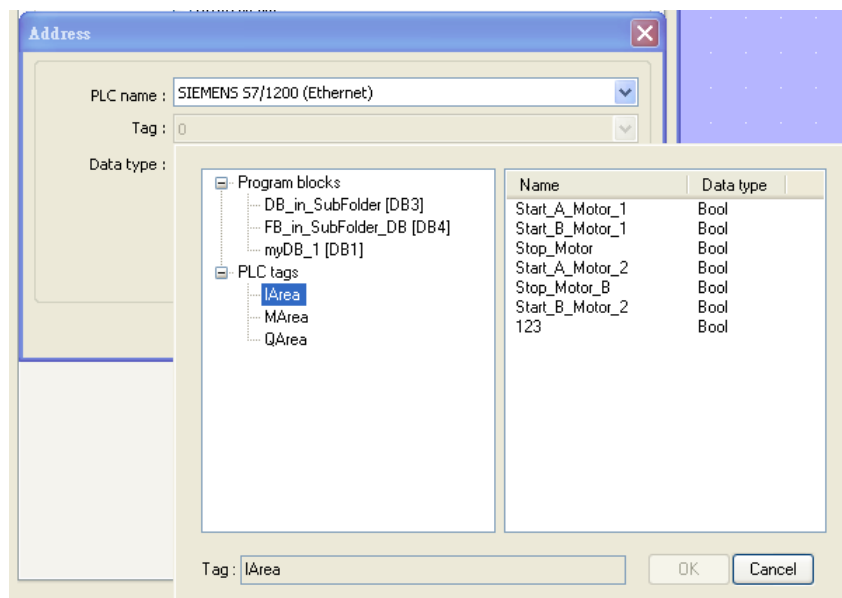 Address
PLC name : SIEMENS S7/1200 (Ethernet)
Tag : 0
Data type :
Program blocks
DB_in_SubFolder [DB3]
FB_in_SubFolder_DB [DB4]
myDB_1 [DB1]
PLC tags
IArea
MArea
QArea
Name Data type
Start_A_Motor_1 Bool
Start_B_Motor_1 Bool
Stop_Motor Bool
Start_A_Motor_2 Bool
Stop_Motor_B Bool
Start_B_Motor_2 Bool
123 Bool
Tag : IArea
OK Cancel